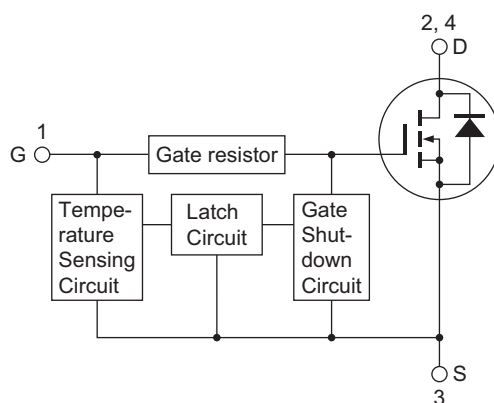 2, 4
D
1
G
Gate resistor
Tempe-
rature
Sensing
Circuit
Latch
Circuit
Gate
Shut-
down
Circuit
S
3